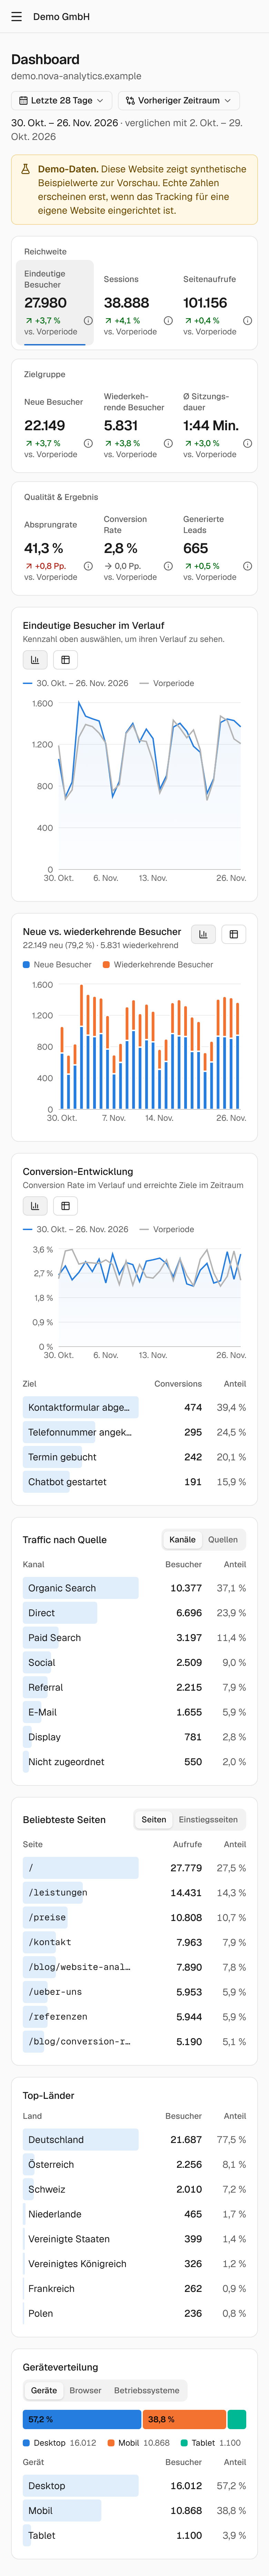 Demo GmbH
Dashboard
demo.nova-analytics.example
Letzte 28 Tage
Vorheriger Zeitraum
30. Okt. – 26. Nov. 2026 · verglichen mit 2. Okt. – 29.
Okt. 2026
Demo-Daten. Diese Website zeigt synthetische
Beispielwerte zur Vorschau. Echte Zahlen
erscheinen erst, wenn das Tracking für eine
eigene Website eingerichtet ist.
Reichweite
Eindeutige
Besucher
27.980
+3,7 %
vs. Vorperiode
Sessions
38.888
+4,1 %
vs. Vorperiode
Seitenaufrufe
101.156
+0,4 %
vs. Vorperiode
Zielgruppe
Neue Besucher
22.149
+3,7 %
vs. Vorperiode
Wiederkeh-
rende Besucher
5.831
+3,8 %
vs. Vorperiode
Ø Sitzungs-
dauer
1:44 Min.
+3,0 %
vs. Vorperiode
Qualität & Ergebnis
Absprungrate
41,3 %
+0,8 Pp.
vs. Vorperiode
Conversion
Rate
2,8 %
0,0 Pp.
vs. Vorperiode
Generierte
Leads
665
+0,5 %
vs. Vorperiode
Eindeutige Besucher im Verlauf
Kennzahl oben auswählen, um ihren Verlauf zu sehen.
30. Okt. – 26. Nov. 2026
Vorperiode
1.600
1.200
800
400
0
30. Okt.
6. Nov.
13. Nov.
26. Nov.
Neue vs. wiederkehrende Besucher
22.149 neu (79,2 %) · 5.831 wiederkehrend
Neue Besucher
Wiederkehrende Besucher
1.600
1.200
800
400
0
30. Okt.
7. Nov.
14. Nov.
26. Nov.
Conversion-Entwicklung
Conversion Rate im Verlauf und erreichte Ziele im Zeitraum
30. Okt. – 26. Nov. 2026
Vorperiode
3,6 %
2,7 %
1,8 %
0,9 %
0 %
30. Okt.
6. Nov.
13. Nov.
26. Nov.
Ziel Conversions Anteil
Kontaktformular abge… 474 39,4 %
Telefonnummer angek… 295 24,5 %
Termin gebucht 242 20,1 %
Chatbot gestartet 191 15,9 %
Traffic nach Quelle
Kanäle
Quellen
Kanal Besucher Anteil
Organic Search 10.377 37,1 %
Direct 6.696 23,9 %
Paid Search 3.197 11,4 %
Social 2.509 9,0 %
Referral 2.215 7,9 %
E-Mail 1.655 5,9 %
Display 781 2,8 %
Nicht zugeordnet 550 2,0 %
Beliebteste Seiten
Seiten
Einstiegsseiten
Seite Aufrufe Anteil
/ 27.779 27,5 %
/leistungen 14.431 14,3 %
/preise 10.808 10,7 %
/kontakt 7.963 7,9 %
/blog/website-anal… 7.890 7,8 %
/ueber-uns 5.953 5,9 %
/referenzen 5.944 5,9 %
/blog/conversion-r… 5.190 5,1 %
Top-Länder
Land Besucher Anteil
Deutschland 21.687 77,5 %
Österreich 2.256 8,1 %
Schweiz 2.010 7,2 %
Niederlande 465 1,7 %
Vereinigte Staaten 399 1,4 %
Vereinigtes Königreich 326 1,2 %
Frankreich 262 0,9 %
Polen 236 0,8 %
Geräteverteilung
Geräte
Browser
Betriebssysteme
57,2 %
38,8 %
Desktop 16.012
Mobil 10.868
Tablet 1.100
Gerät Besucher Anteil
Desktop 16.012 57,2 %
Mobil 10.868 38,8 %
Tablet 1.100 3,9 %